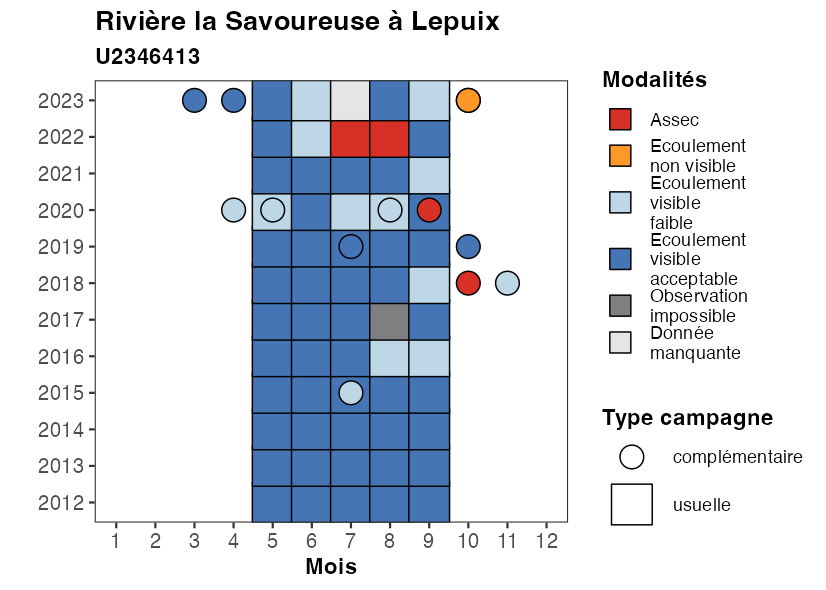 Rivière la Savoureuse à Lepuix
U2346413
2023
2022
2021
2020
2019
2018
2017
2016
2015
2014
2013
2012
1 2 3 4 5 6 7 8 9 10 11 12
Mois
Modalités
Assec
Ecoulement
non visible
Ecoulement
visible
faible
Ecoulement
visible
acceptable
Observation
impossible
Donnée
manquante
Type campagne
complémentaire
usuelle